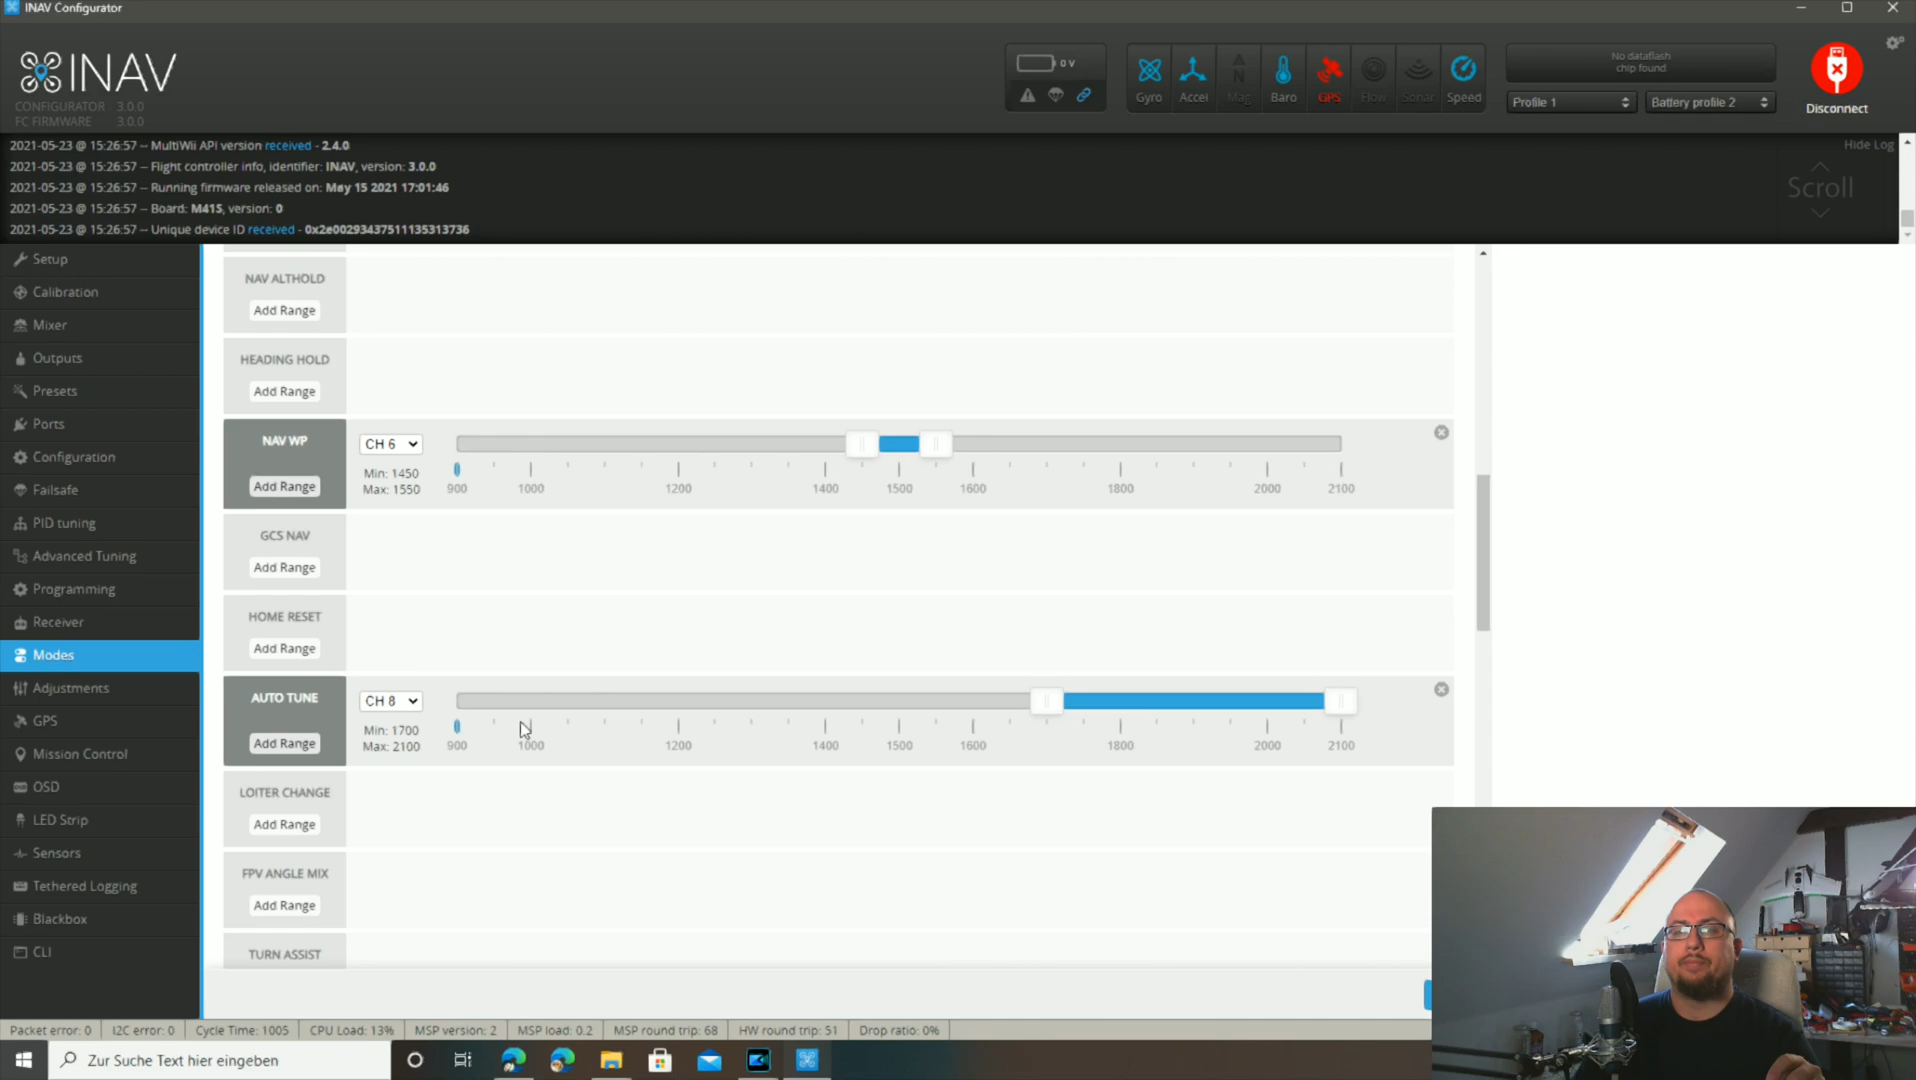 INAV Configurator
INAV
CONFIGURATOR 3.0.0
FC FIRMWARE 3.0.0
0 V
Gyro
Accel
Mag
Baro
GPS
Flow
Sonar
Speed
No dataflash
chip found
Profile 1
Battery profile 2
Disconnect
2021-05-23 @ 15:26:57 -- MultiWii API version received - 2.4.0
2021-05-23 @ 15:26:57 -- Flight controller info, identifier: INAV, version: 3.0.0
2021-05-23 @ 15:26:57 -- Running firmware released on: May 15 2021 17:01:46
2021-05-23 @ 15:26:57 -- Board: M41S, version: 0
2021-05-23 @ 15:26:57 -- Unique device ID received - 0x2e0029343751113531373​6
Hide Log
Scroll
Setup
Calibration
Mixer
Outputs
Presets
Ports
Configuration
Failsafe
PID tuning
Advanced Tuning
Programming
Receiver
Modes
Adjustments
GPS
Mission Control
OSD
LED Strip
Sensors
Tethered Logging
Blackbox
CLI
NAV ALTHOLD
Add Range
HEADING HOLD
Add Range
NAV WP
Add Range
CH 6
Min: 1450
Max: 1550
900 1000 1200 1400 1500 1600 1800 2000 2100
GCS NAV
Add Range
HOME RESET
Add Range
AUTO TUNE
Add Range
CH 8
Min: 1700
Max: 2100
900 1000 1200 1400 1500 1600 1800 2000 2100
LOITER CHANGE
Add Range
FPV ANGLE MIX
Add Range
TURN ASSIST
Packet error: 0 I2C error: 0 Cycle Time: 1005 CPU Load: 13% MSP version: 2 MSP load: 0.2 MSP round trip: 68 HW round trip: 51 Drop ratio: 0%
Zur Suche Text hier eingeben